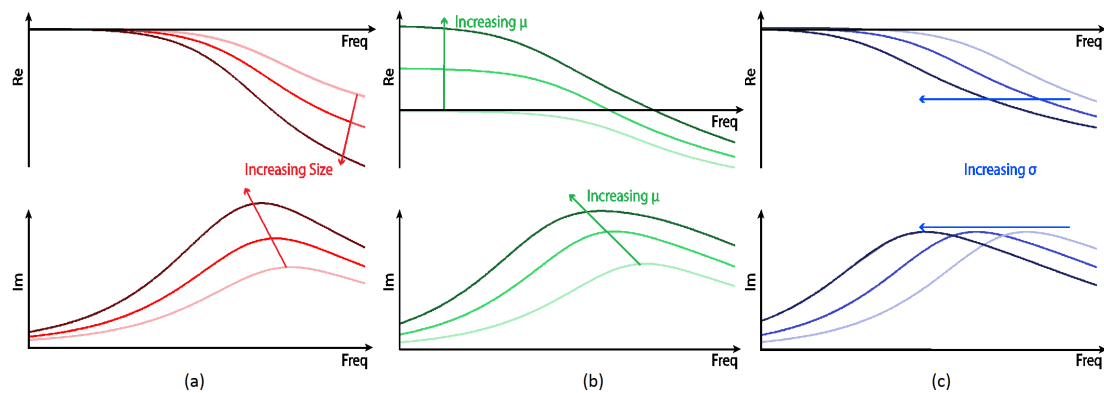 Re
Freq
Increasing Size
Im
Freq
(a)
Increasing μ
Re
Freq
Increasing μ
Im
Freq
(b)
Re
Freq
Increasing σ
Im
Freq
(c)